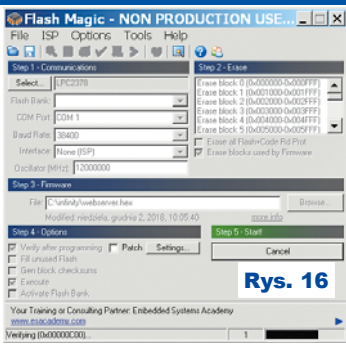 Flash Magic - NON PRODUCTION USE...
File ISP Options Tools Help
Step 1 - Communications
Select... LPC2378
Flash Bank:
COM Port: COM 1
Baud Rate: 38400
Interface: None (ISP)
Oscillator (MHz): 12000000
Step 2 - Erase
Erase block 0 (0x000000-0x000FFF)
Erase block 1 (0x001000-0x001FFF)
Erase block 2 (0x002000-0x002FFF)
Erase block 3 (0x003000-0x003FFF)
Erase block 4 (0x004000-0x004FFF)
Erase block 5 (0x005000-0x005FFF)
Erase all Flash+Code Rd Prot
Erase blocks used by Firmware
Step 3 - Firmware
File: C:\infinity\webserver.hex Browse...
Modified: niedziela, grudnia 2, 2018, 10:05:40 more info
Step 4 - Options
Verify after programming Patch Settings...
Fill unused Flash
Gen block checksums
Execute
Activate Flash Bank
Step 5 - Start!
Cancel
Rys. 16
Your Training or Consulting Partner: Embedded Systems Academy
www.esacademy.com
Verifying (0x00000C00)... 1